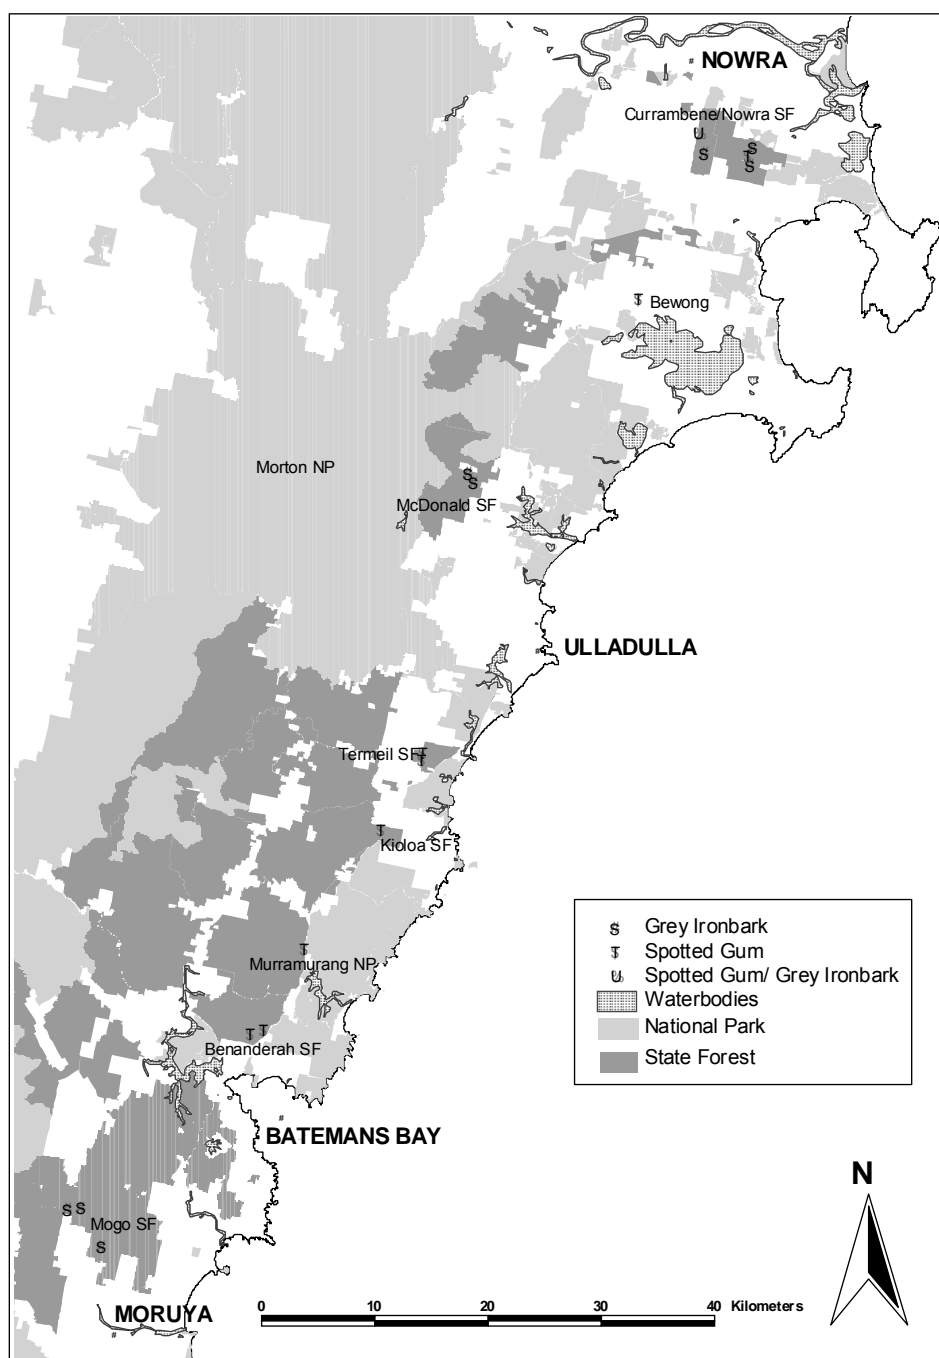 NOWRA
Currambene/Nowra SF
Bewong
Morton NP
McDonald SF
ULLADULLA
Termeil SF
Kioloa SF
Grey Ironbark
Spotted Gum
Spotted Gum/ Grey Ironbark
Waterbodies
National Park
State Forest
Murramurang NP
Benanderah SF
BATEMANS BAY
N
Mogo SF
MORUYA
0 10 20 30 40 Kilometers